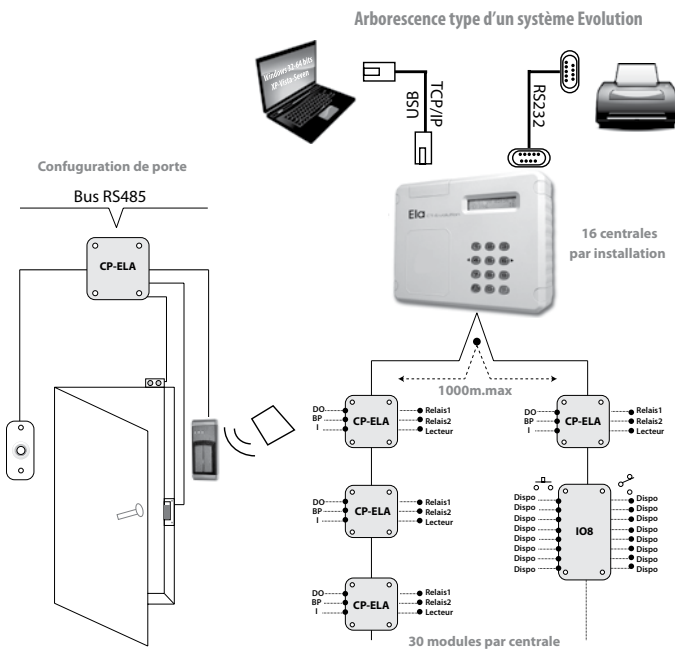 Arborescence type d'un système Evolution
Windows 32-64 bits
XP-Vista-Seven
TCP/IP
USB
RS232
Confuguration de porte
Bus RS485
CP-ELA
Ela
16 centrales
par installation
1000m.max
DO
BP
I
CP-ELA
Relais1
Relais2
Lecteur
DO
BP
I
CP-ELA
Relais1
Relais2
Lecteur
DO
BP
I
CP-ELA
Relais1
Relais2
Lecteur
Dispo
Dispo
Dispo
Dispo
Dispo
Dispo
Dispo
Dispo
IO8
Dispo
Dispo
Dispo
Dispo
Dispo
Dispo
Dispo
Dispo
DO
BP
I
CP-ELA
Relais1
Relais2
Lecteur
30 modules par centrale